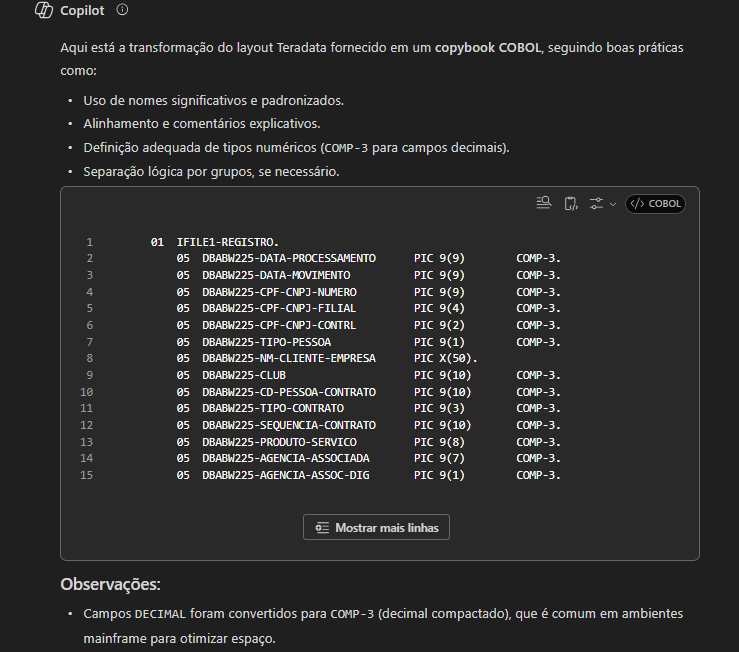 Copilot
Aqui está a transformação do layout Teradata fornecido em um copybook COBOL, seguindo boas práticas
como:
• Uso de nomes significativos e padronizados.
• Alinhamento e comentários explicativos.
• Definição adequada de tipos numéricos (COMP-3 para campos decimais).
• Separação lógica por grupos, se necessário.
</> COBOL
1 01 IFILE1-REGISTRO.
2 05 DBABW225-DATA-PROCESSAMENTO PIC 9(9) COMP-3.
3 05 DBABW225-DATA-MOVIMENTO PIC 9(9) COMP-3.
4 05 DBABW225-CPF-CNPJ-NUMERO PIC 9(9) COMP-3.
5 05 DBABW225-CPF-CNPJ-FILIAL PIC 9(4) COMP-3.
6 05 DBABW225-CPF-CNPJ-CONTRL PIC 9(2) COMP-3.
7 05 DBABW225-TIPO-PESSOA PIC 9(1) COMP-3.
8 05 DBABW225-NM-CLIENTE-EMPRESA PIC X(50).
9 05 DBABW225-CLUB PIC 9(10) COMP-3.
10 05 DBABW225-CD-PESSOA-CONTRATO PIC 9(10) COMP-3.
11 05 DBABW225-TIPO-CONTRATO PIC 9(3) COMP-3.
12 05 DBABW225-SEQUENCIA-CONTRATO PIC 9(10) COMP-3.
13 05 DBABW225-PRODUTO-SERVICO PIC 9(8) COMP-3.
14 05 DBABW225-AGENCIA-ASSOCIADA PIC 9(7) COMP-3.
15 05 DBABW225-AGENCIA-ASSOC-DIG PIC 9(1) COMP-3.
Mostrar mais linhas
Observações:
• Campos DECIMAL foram convertidos para COMP-3 (decimal compactado), que é comum em ambientes
mainframe para otimizar espaço.